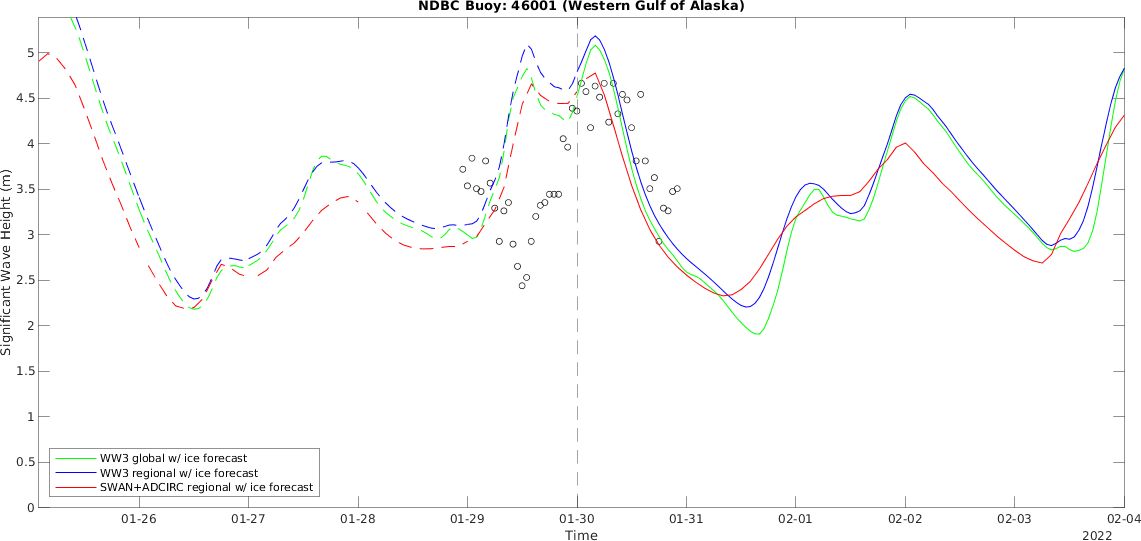 NDBC Buoy: 46001 (Western Gulf of Alaska)
Significant Wave Height (m)
5
4.5
4
3.5
3
2.5
2
1.5
1
0.5
0
WW3 global w/ ice forecast
WW3 regional w/ ice forecast
SWAN+ADCIRC regional w/ ice forecast
01-26 01-27 01-28 01-29 01-30 01-31 02-01 02-02 02-03 02-04
Time
2022